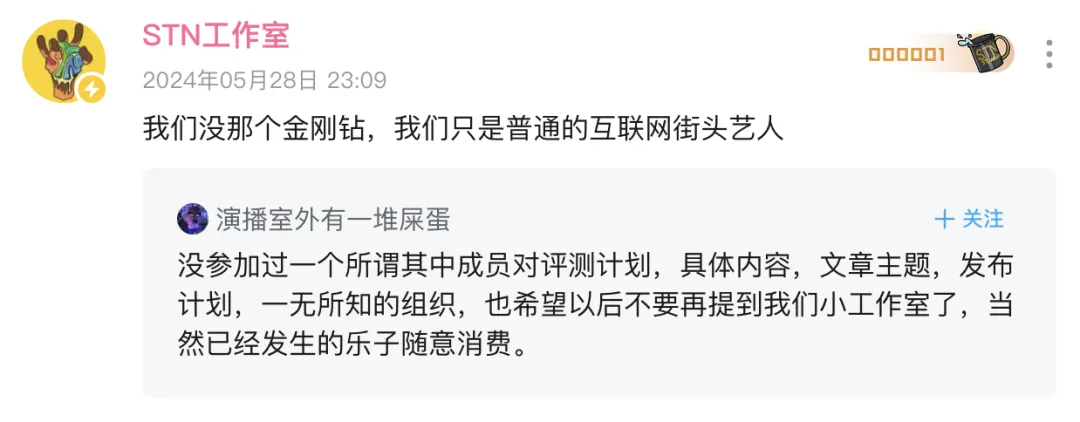 STN工作室
000001
2024年05月28日 23:09
我们没那个金刚钻，我们只是普通的互联网街头艺人
演播室外有一堆屎蛋
+ 关注
没参加过一个所谓其中成员对评测计划，具体内容，文章主题，发布
计划，一无所知的组织，也希望以后不要再提到我们小工作室了，当
然已经发生的乐子随意消费。